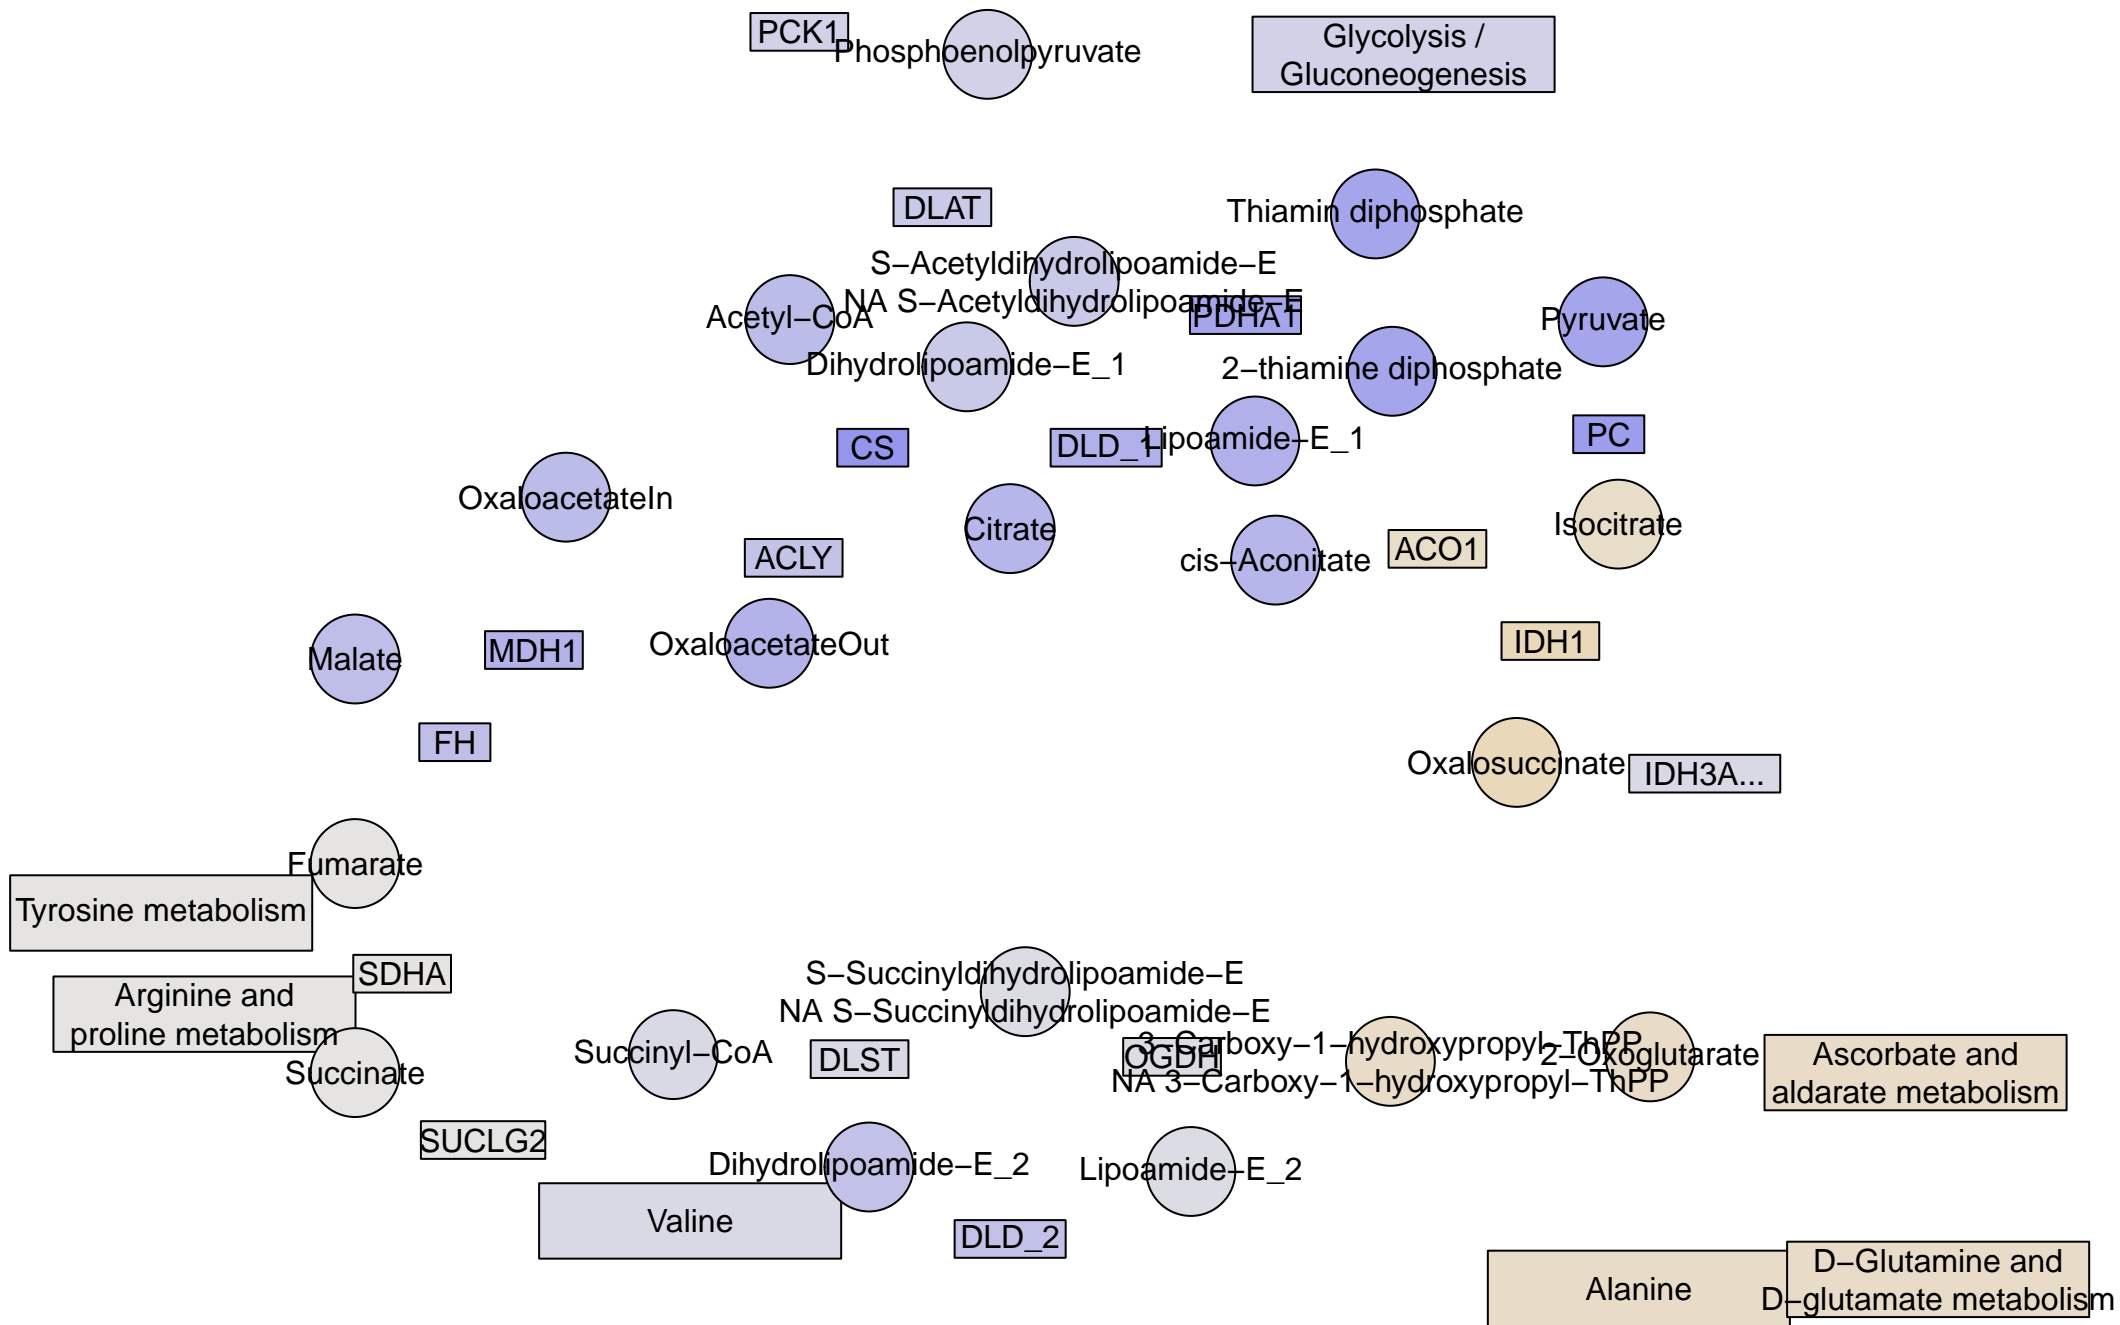 PCK1
Phosphoenolpyruvate
Glycolysis /
Gluconeogenesis
DLAT
Thiamin diphosphate
S−Acetyldihydrolipoamide−E
NA S−Acetyldihydrolipoamide−E
Acetyl−CoA
PDHA1
Pyruvate
Dihydrolipoamide−E_1
2−thiamine diphosphate
CS
DLD_1
Lipoamide−E_1
PC
OxaloacetateIn
Citrate
Isocitrate
ACLY
cis−Aconitate
ACO1
Malate
MDH1
OxaloacetateOut
IDH1
FH
Oxalosuccinate
IDH3A...
Fumarate
Tyrosine metabolism
SDHA
Arginine and
proline metabolism
Succinate
S−Succinyldihydrolipoamide−E
NA S−Succinyldihydrolipoamide−E
Succinyl−CoA
DLST
OGDH
3−Carboxy−1−hydroxypropyl−ThPP
NA 3−Carboxy−1−hydroxypropyl−ThPP
2−Oxoglutarate
Ascorbate and
aldarate metabolism
SUCLG2
Dihydrolipoamide−E_2
Lipoamide−E_2
Valine
DLD_2
Alanine
D−Glutamine and
D−glutamate metabolism